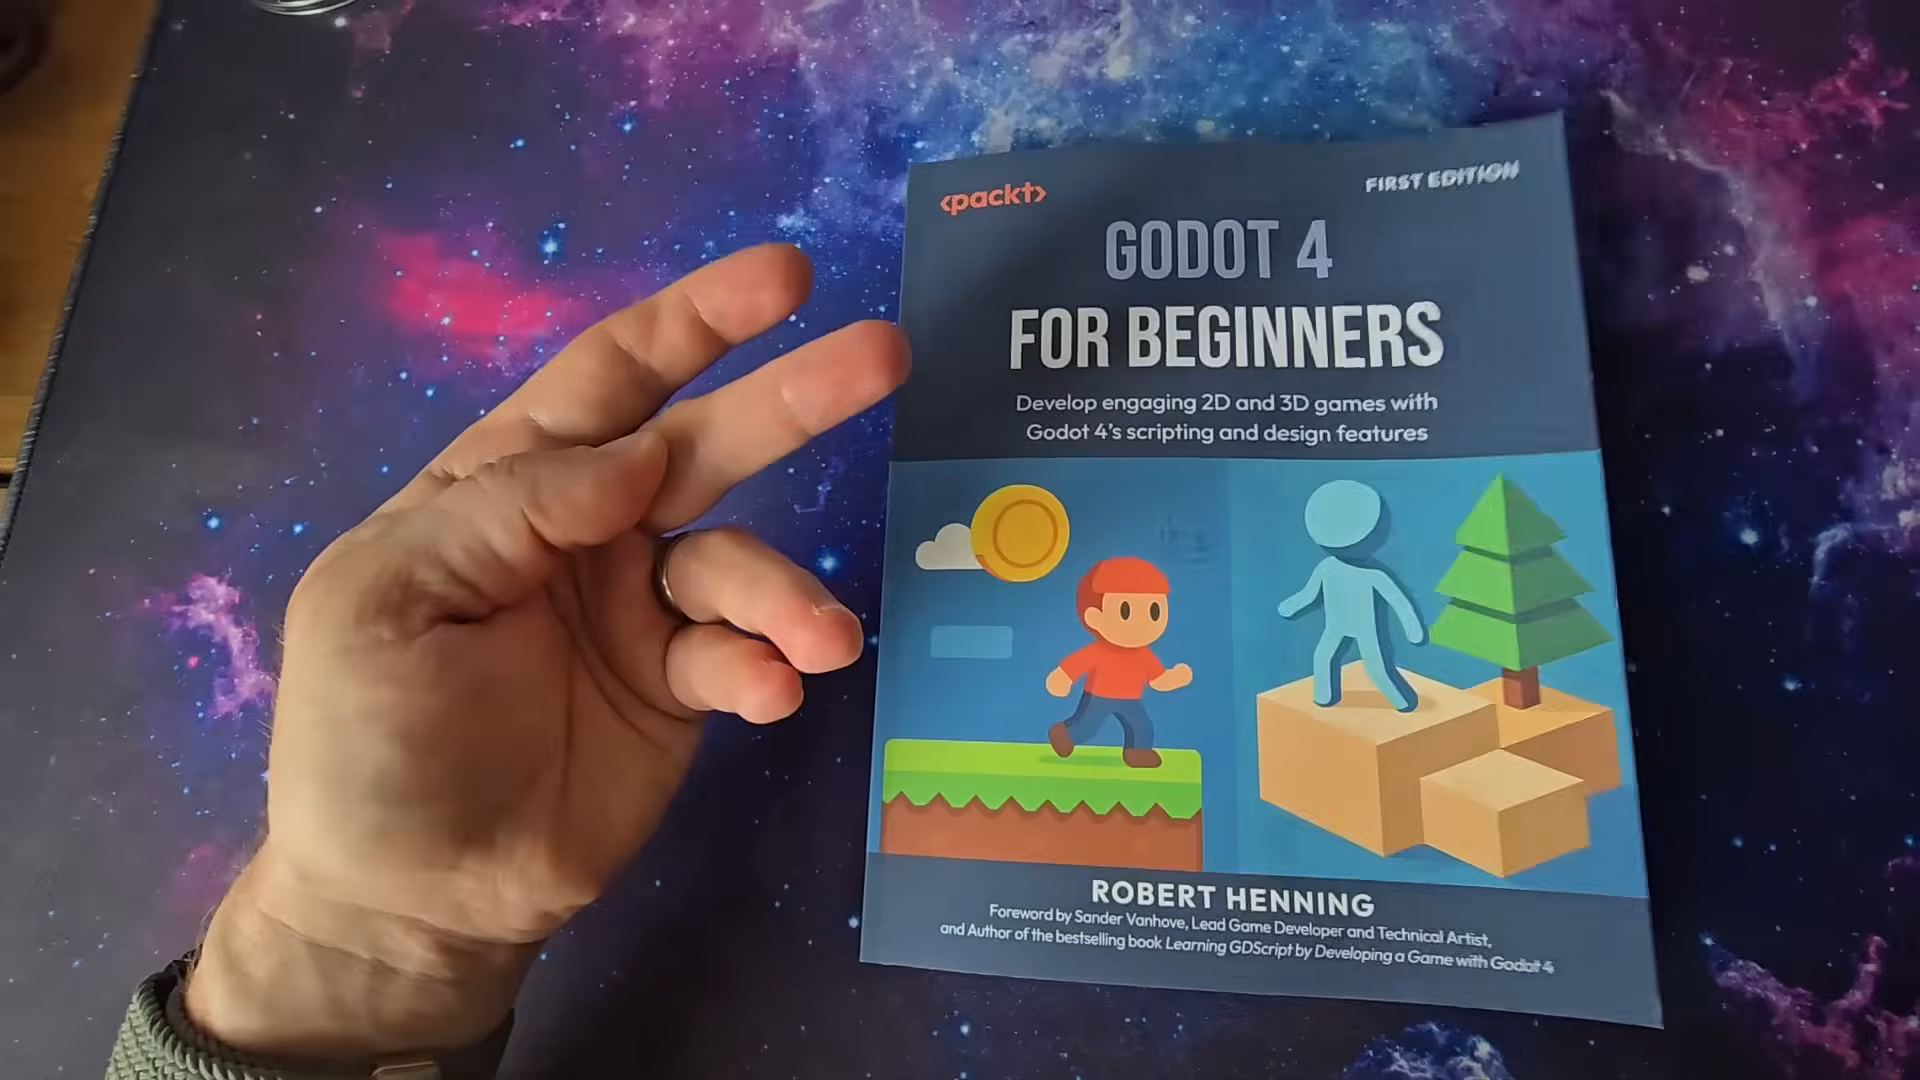 <packt>
FIRST EDITION
GODOT 4
FOR BEGINNERS
Develop engaging 2D and 3D games with
Godot 4's scripting and design features
ROBERT HENNING
Foreword by Sander Vanhove, Lead Game Developer and Technical Artist,
and Author of the bestselling book Learning GDScript by Developing a Game with Godot 4